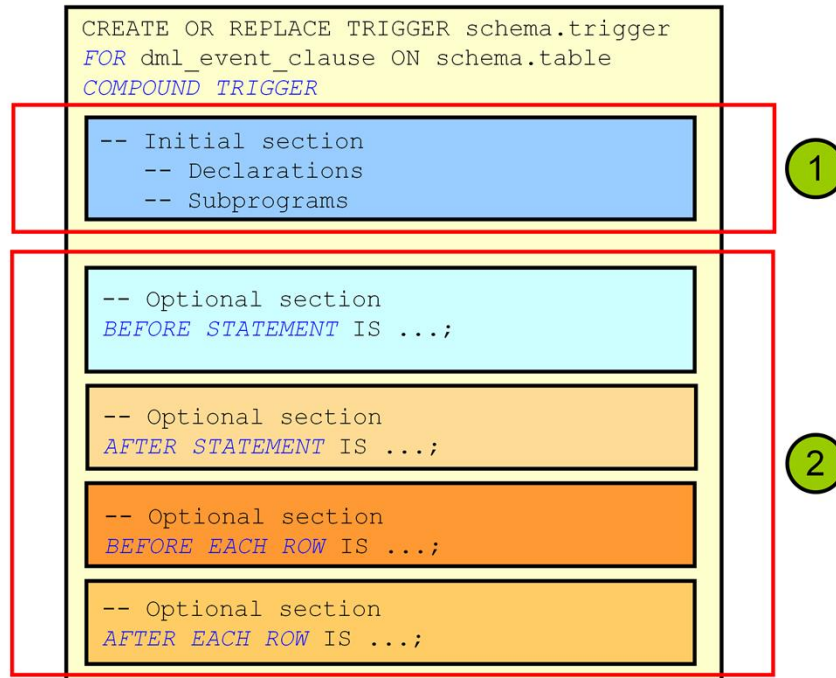 CREATE OR REPLACE TRIGGER schema.trigger
FOR dml_event_clause ON schema.table
COMPOUND TRIGGER
-- Initial section
-- Declarations
-- Subprograms
1
-- Optional section
BEFORE STATEMENT IS ...;
-- Optional section
AFTER STATEMENT IS ...;
2
-- Optional section
BEFORE EACH ROW IS ...;
-- Optional section
AFTER EACH ROW IS ...;